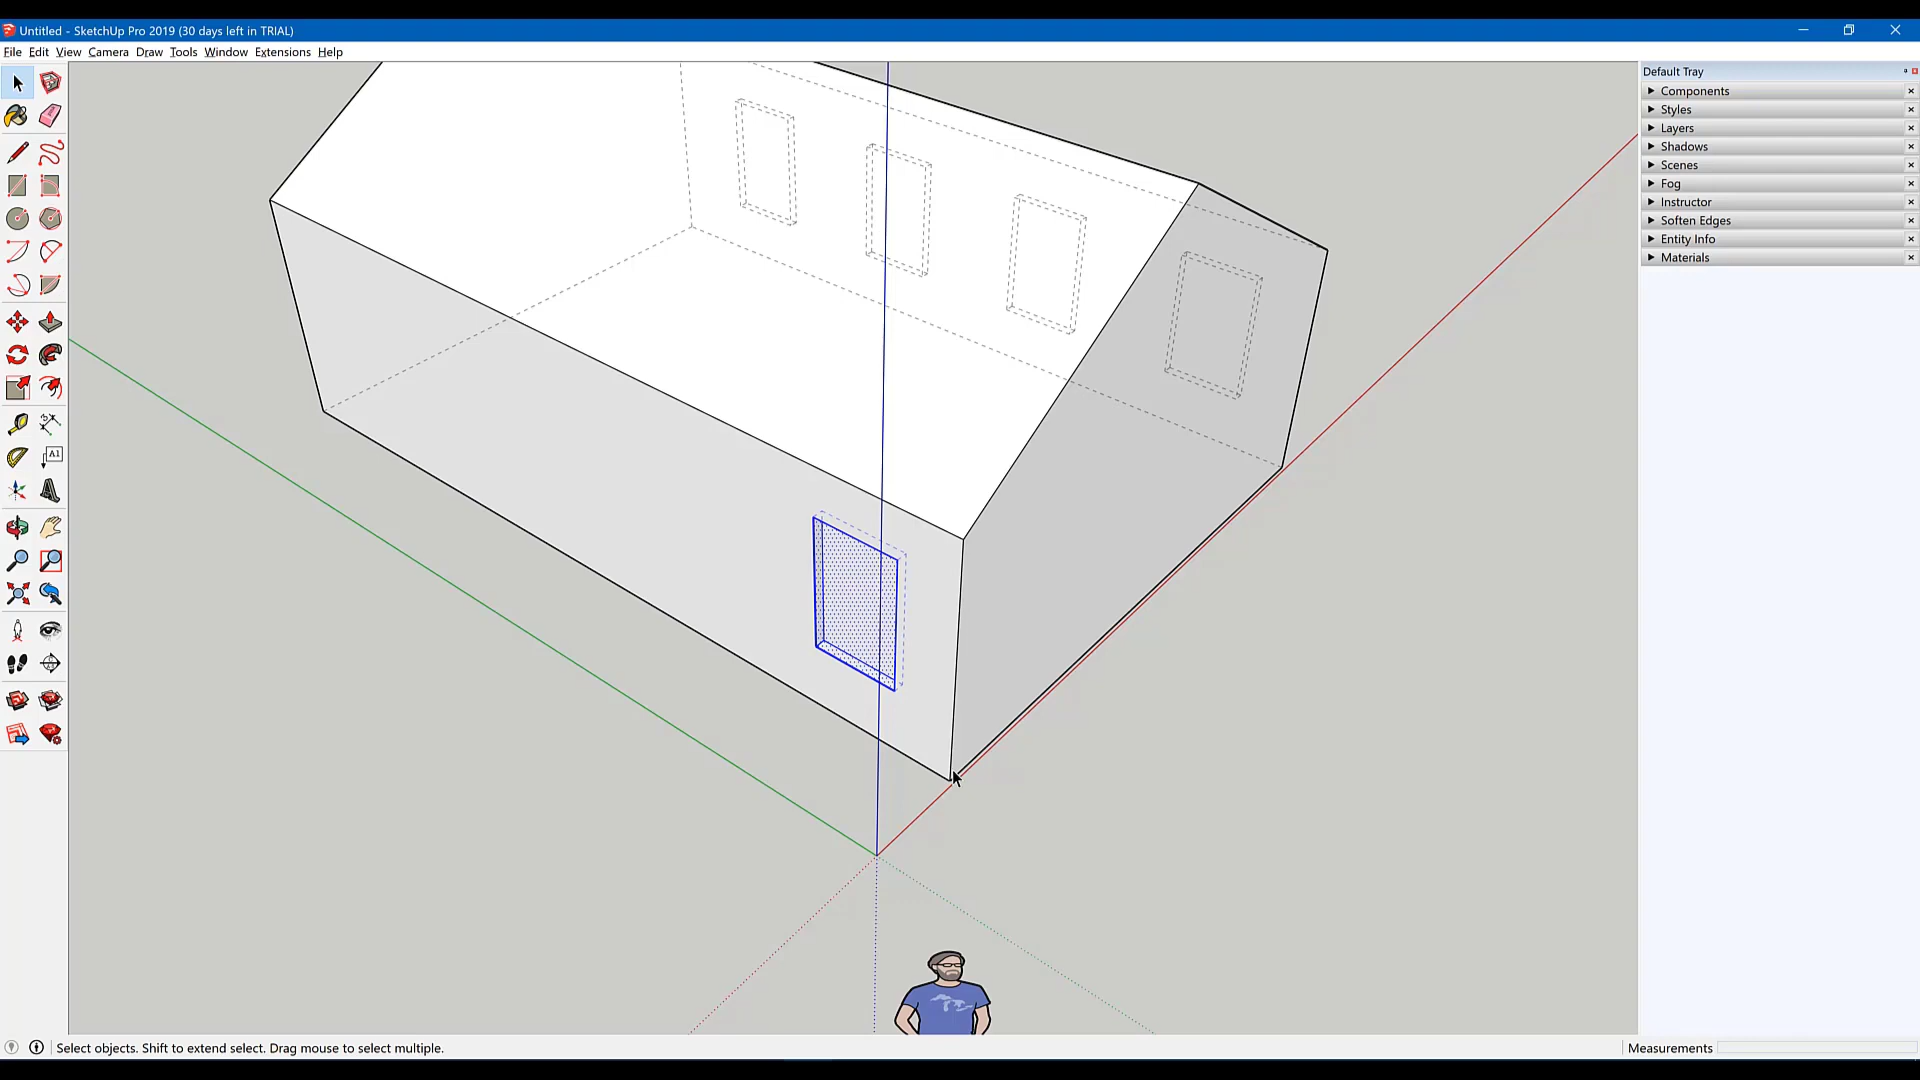 Untitled - SketchUp Pro 2019 (30 days left in TRIAL)
File Edit View Camera Draw Tools Window Extensions Help
Default Tray
Components
Styles
Layers
Shadows
Scenes
Fog
Instructor
Soften Edges
Entity Info
Materials
A1
Select objects. Shift to extend select. Drag mouse to select multiple.
Measurements